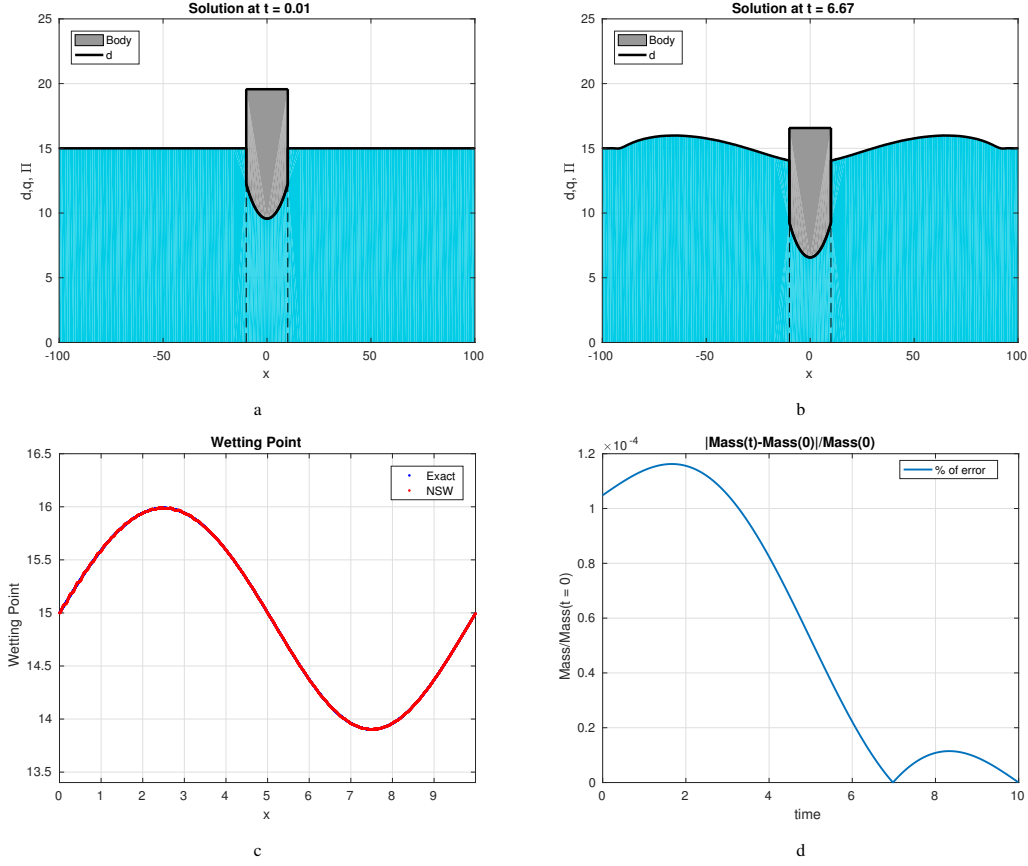 Solution at t = 0.01
25
20
15
10
5
0
d,q, Π
Body
d
-100 -50 0 50 100
x
a
Solution at t = 6.67
25
20
15
10
5
0
d,q, Π
Body
d
-100 -50 0 50 100
x
b
Wetting Point
16.5
16
15.5
15
14.5
14
13.5
Wetting Point
Exact
NSW
0 1 2 3 4 5 6 7 8 9
x
c
|Mass(t)-Mass(0)|/Mass(0)
×10⁻⁴
1.2
1
0.8
0.6
0.4
0.2
0
Mass/Mass(t = 0)
% of error
0 2 4 6 8 10
time
d